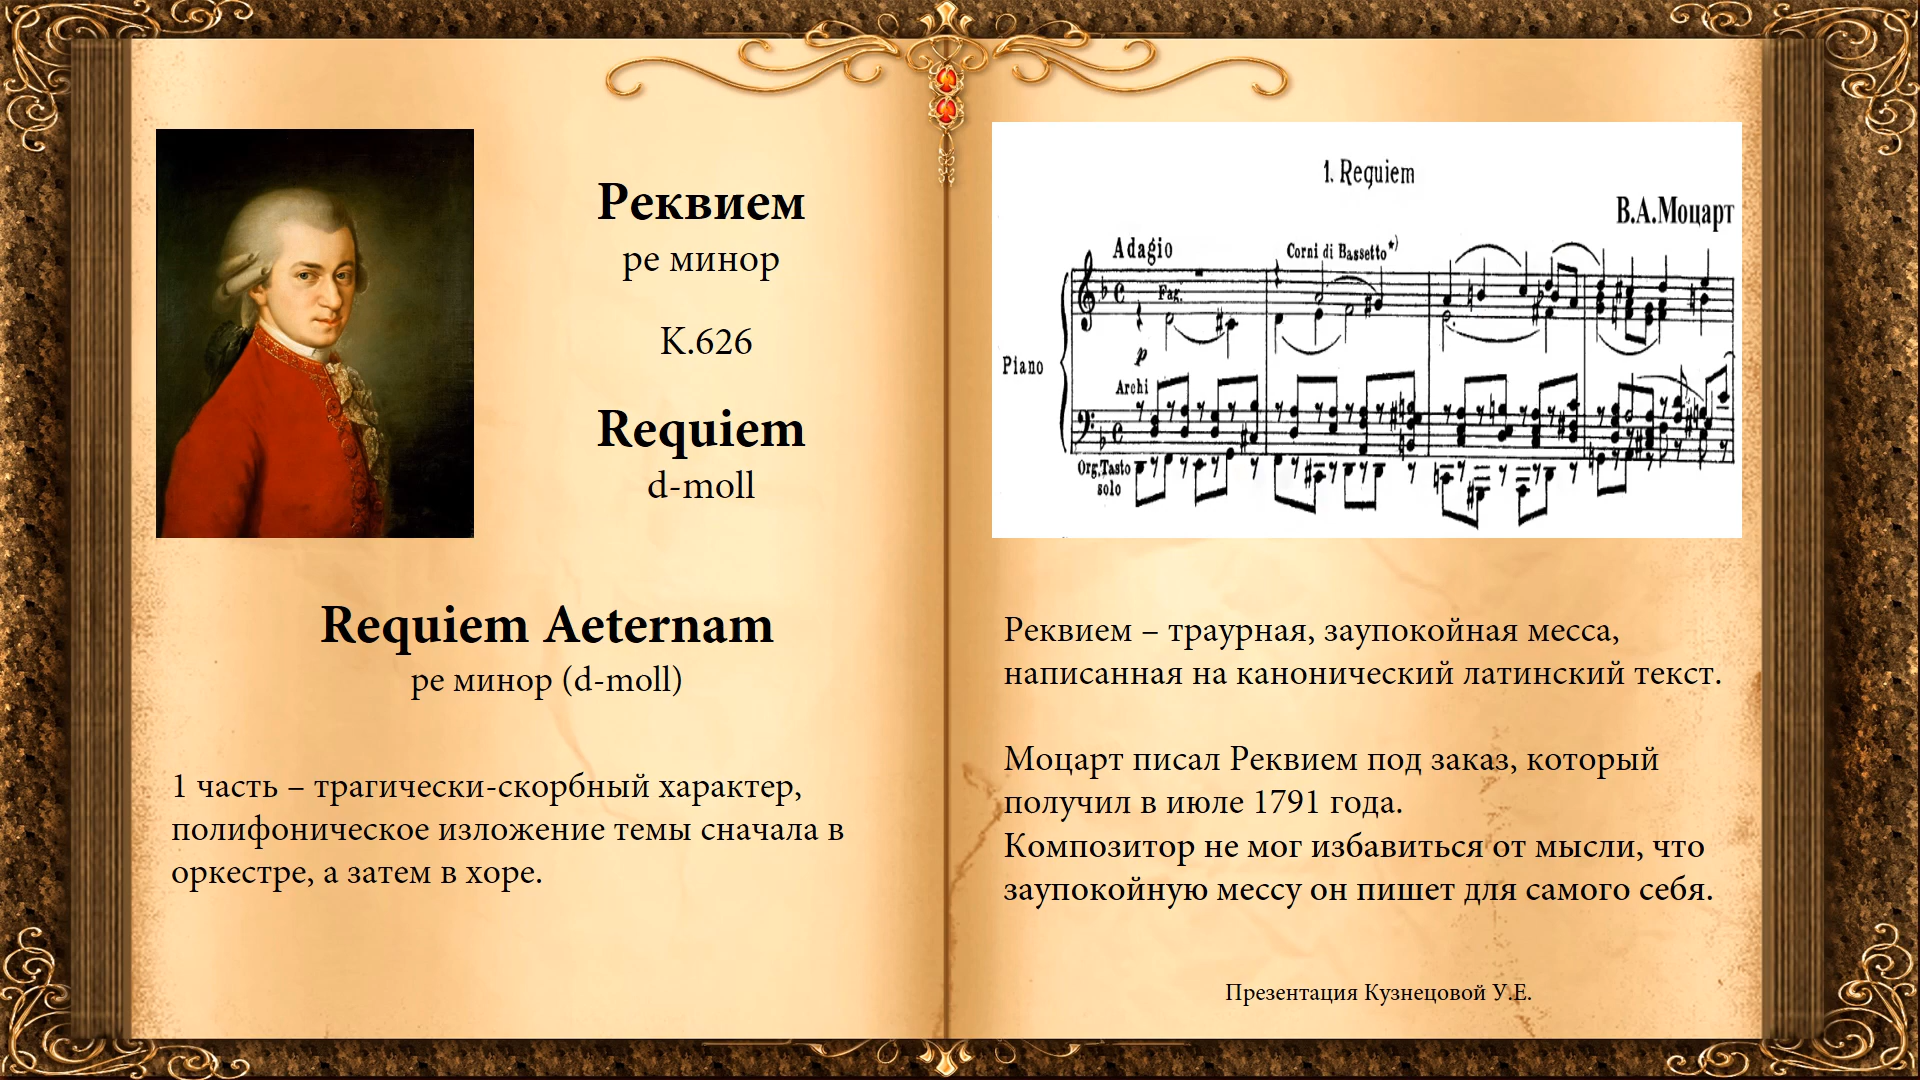 Реквием
ре минор
К.626
Requiem
d-moll
Requiem Aeternam
ре минор (d-moll)
1 часть – трагически-скорбный характер,
полифоническое изложение темы сначала в
оркестре, а затем в хоре.
1. Requiem
В.А.Моцарт
Adagio
Corni di Bassetto*)
Fag.
p
Piano
Archi
Org.Tasto
solo
Реквием – траурная, заупокойная месса,
написанная на канонический латинский текст.
Моцарт писал Реквием под заказ, который
получил в июле 1791 года.
Композитор не мог избавиться от мысли, что
заупокойную мессу он пишет для самого себя.
Презентация Кузнецовой У.Е.